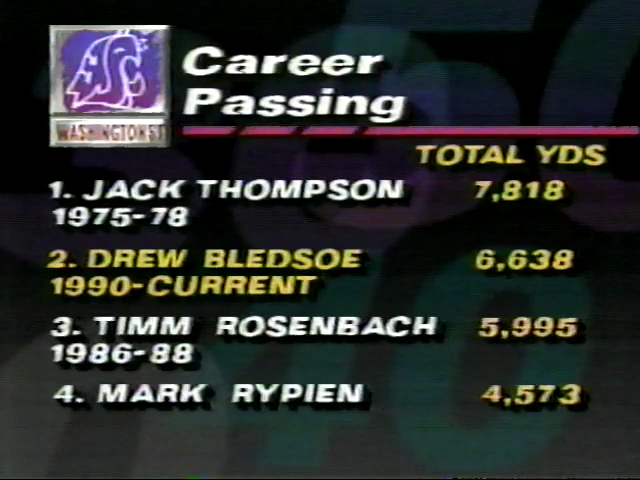 WASHINGTON ST
Career
Passing
TOTAL YDS
1. JACK THOMPSON 7,818
1975-78
2. DREW BLEDSOE 6,638
1990-CURRENT
3. TIMM ROSENBACH 5,995
1986-88
4. MARK RYPIEN 4,573